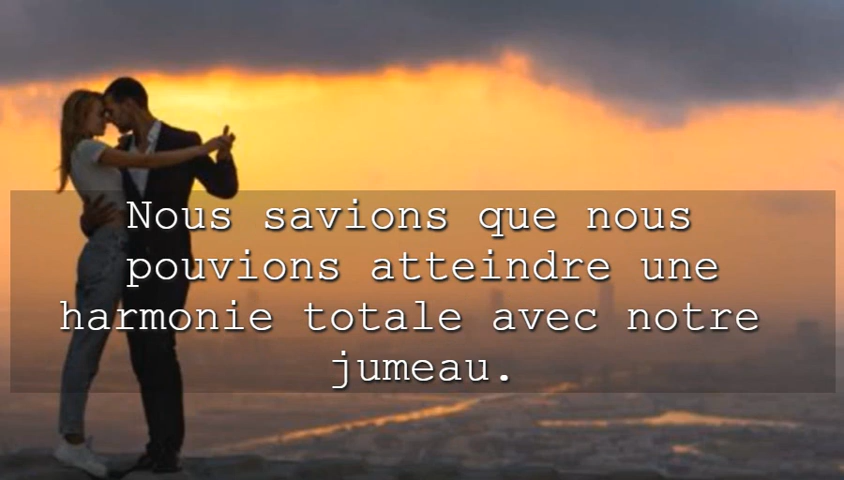 Nous savions que nous
pouvions atteindre une
harmonie totale avec notre
jumeau.